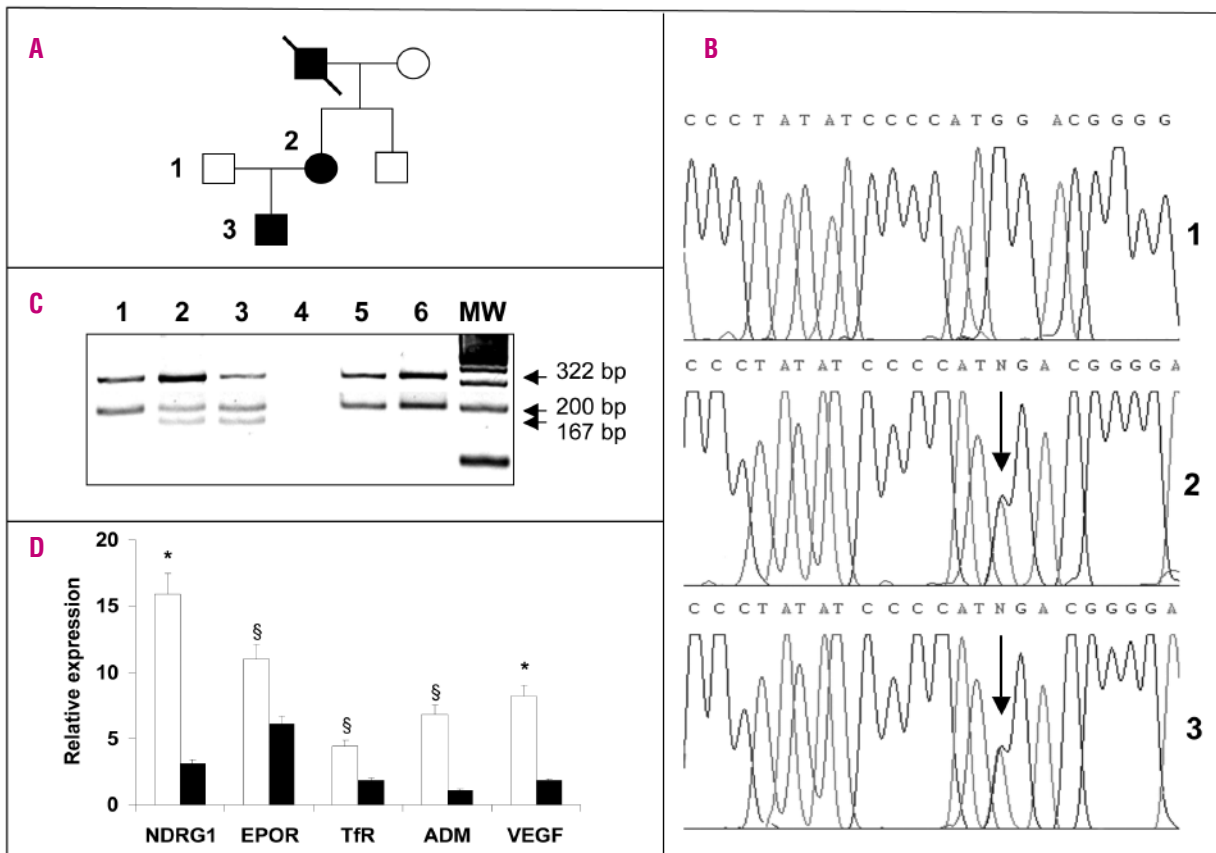 A
2
1
3
B
C C C T A T A T C C C C A T G G A C G G G G
1
C C C T A T A T C C C C A T N G A C G G G G A
2
C C C T A T A T C C C C A T N G A C G G G G A
3
C
1 2 3 4 5 6 MW
322 bp
200 bp
167 bp
D
Relative expression
20
15
10
5
0
* § § § *
NDRG1 EPOR TfR ADM VEGF